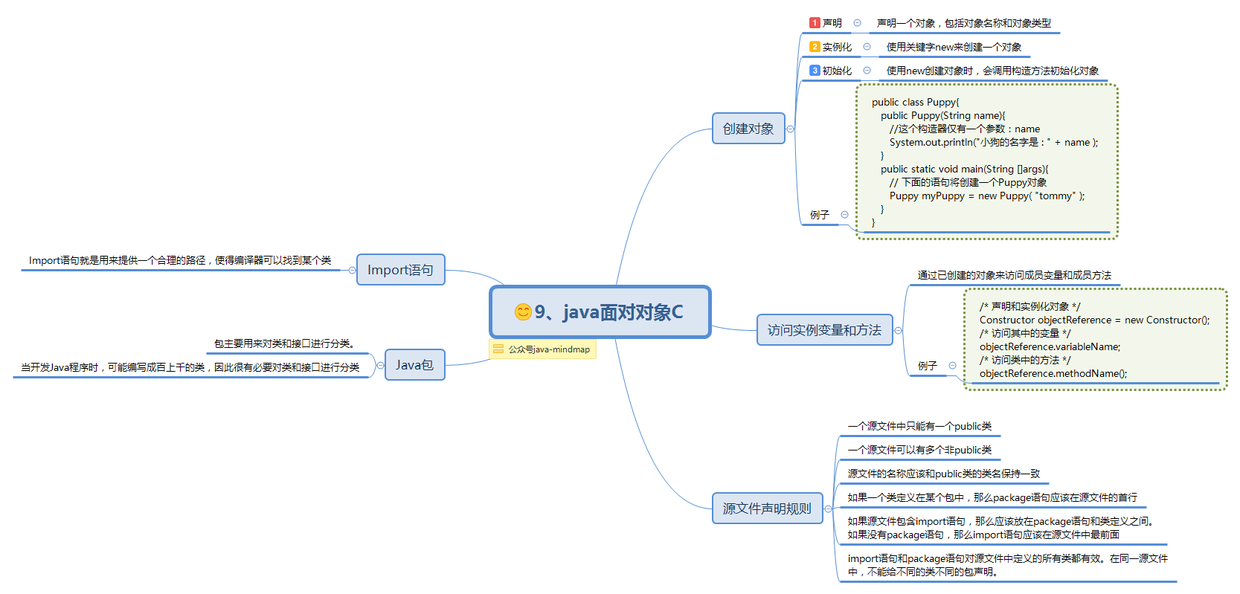 9、java面对对象C
公众号java-mindmap
创建对象
1 声明
声明一个对象，包括对象名称和对象类型
2 实例化
使用关键字new来创建一个对象
3 初始化
使用new创建对象时，会调用构造方法初始化对象
例子
public class Puppy{
public Puppy(String name){
//这个构造器仅有一个参数：name
System.out.println("小狗的名字是 : " + name );
}
public static void main(String []args){
// 下面的语句将创建一个Puppy对象
Puppy myPuppy = new Puppy( "tommy" );
}
}
访问实例变量和方法
通过已创建的对象来访问成员变量和成员方法
例子
/* 声明和实例化对象 */
Constructor objectReference = new Constructor();
/* 访问其中的变量 */
objectReference.variableName;
/* 访问类中的方法 */
objectReference.methodName();
源文件声明规则
一个源文件中只能有一个public类
一个源文件可以有多个非public类
源文件的名称应该和public类的类名保持一致
如果一个类定义在某个包中，那么package语句应该在源文件的首行
如果源文件包含import语句，那么应该放在package语句和类定义之间。
如果没有package语句，那么import语句应该在源文件中最前面
import语句和package语句对源文件中定义的所有类都有效。在同一源文件
中，不能给不同的类不同的包声明。
Import语句
Import语句就是用来提供一个合理的路径，使得编译器可以找到某个类
Java包
包主要用来对类和接口进行分类。
当开发Java程序时，可能编写成百上千的类，因此很有必要对类和接口进行分类